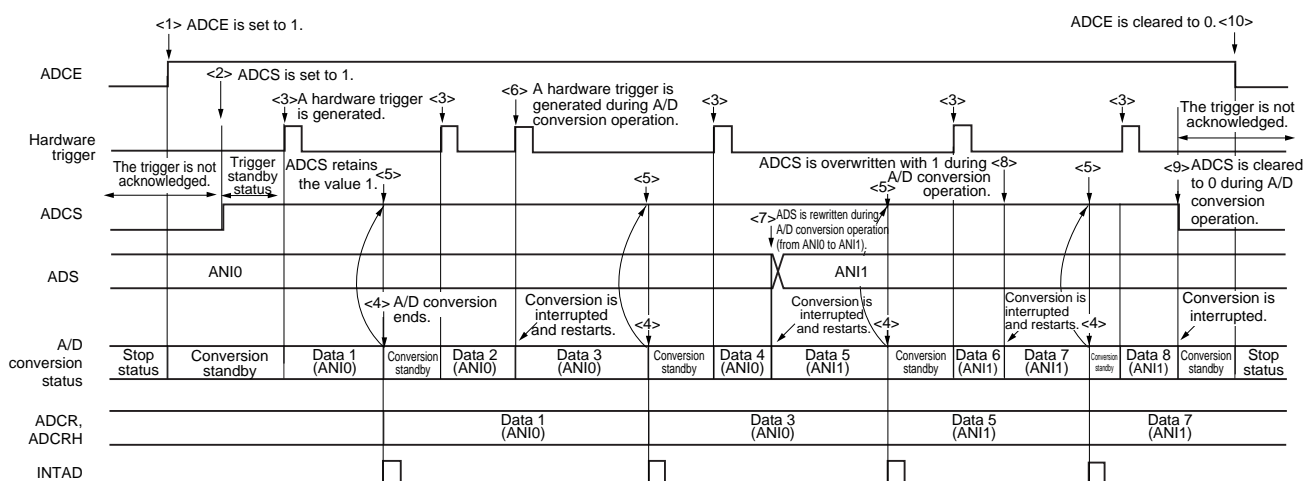 <1> ADCE is set to 1.
ADCE is cleared to 0. <10>
ADCE
<2> ADCS is set to 1.
<3> A hardware trigger
is generated.
<3>
<6> A hardware trigger is
generated during A/D
conversion operation.
<3>
<3>
<3>
The trigger is not
acknowledged.
Hardware
trigger
The trigger is not
acknowledged.
Trigger
standby
status
ADCS retains
the value 1.
<5>
<5>
ADCS is overwritten with 1 during <8>
A/D conversion
operation.
<5>
<5>
<9> ADCS is cleared
to 0 during A/D
conversion
operation.
ADCS
<7> ADS is rewritten during
A/D conversion operation
(from ANI0 to ANI1).
ADS
ANI0
ANI1
<4> A/D conversion
ends.
Conversion is
interrupted
and restarts.
<4>
Conversion is
interrupted
and restarts.
<4>
Conversion is
interrupted
and restarts.
<4>
Conversion is
interrupted.
A/D
conversion
status
Stop
status
Conversion
standby
Data 1
(ANI0)
Conversion
standby
Data 2
(ANI0)
Data 3
(ANI0)
Conversion
standby
Data 4
(ANI0)
Data 5
(ANI1)
Conversion
standby
Data 6
(ANI1)
Data 7
(ANI1)
Conversion
standby
Data 8
(ANI1)
Conversion
standby
Stop
status
ADCR,
ADCRH
Data 1
(ANI0)
Data 3
(ANI0)
Data 5
(ANI1)
Data 7
(ANI1)
INTAD